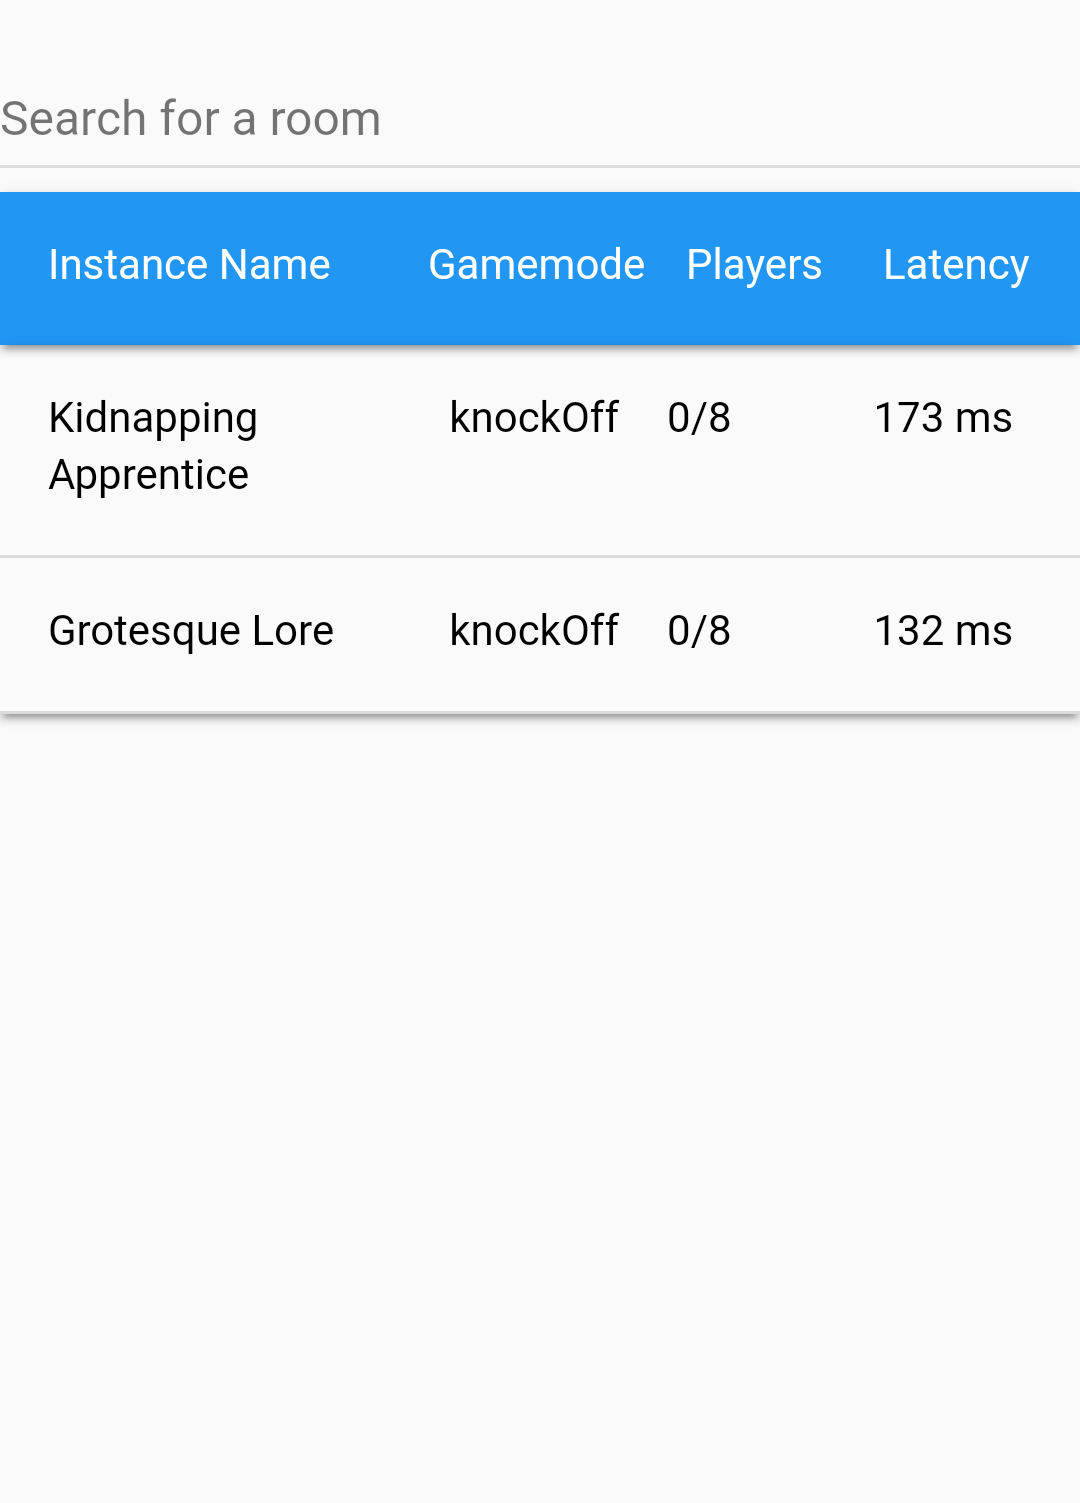 Search for a room
Instance Name Gamemode Players Latency
Kidnapping Apprentice knockOff 0/8 173 ms
Grotesque Lore knockOff 0/8 132 ms